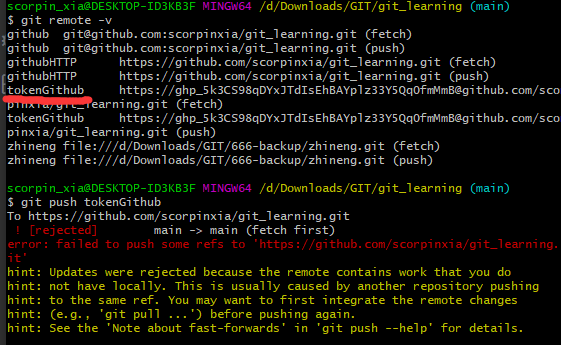 scorpin_xia@DESKTOP-ID3KB3F MINGW64 /d/Downloads/GIT/git_learning (main)
$ git remote -v
github git@github.com:scorpinxia/git_learning.git (fetch)
github git@github.com:scorpinxia/git_learning.git (push)
githubHTTP https://github.com/scorpinxia/git_learning.git (fetch)
githubHTTP https://github.com/scorpinxia/git_learning.git (push)
tokenGithub https://ghp_5k3CS98qDYxJTdIsEhBAYplz33Y5QqOfmMmB@github.com/sco
pinxia/git_learning.git (fetch)
tokenGithub https://ghp_5k3CS98qDYxJTdIsEhBAYplz33Y5QqOfmMmB@github.com/sco
pinxia/git_learning.git (push)
zhineng file:///d/Downloads/GIT/666-backup/zhineng.git (fetch)
zhineng file:///d/Downloads/GIT/666-backup/zhineng.git (push)
scorpin_xia@DESKTOP-ID3KB3F MINGW64 /d/Downloads/GIT/git_learning (main)
$ git push tokenGithub
To https://github.com/scorpinxia/git_learning.git
! [rejected] main -> main (fetch first)
error: failed to push some refs to 'https://github.com/scorpinxia/git_learning.
it'
hint: Updates were rejected because the remote contains work that you do
hint: not have locally. This is usually caused by another repository pushing
hint: to the same ref. You may want to first integrate the remote changes
hint: (e.g., 'git pull ...') before pushing again.
hint: See the 'Note about fast-forwards' in 'git push --help' for details.